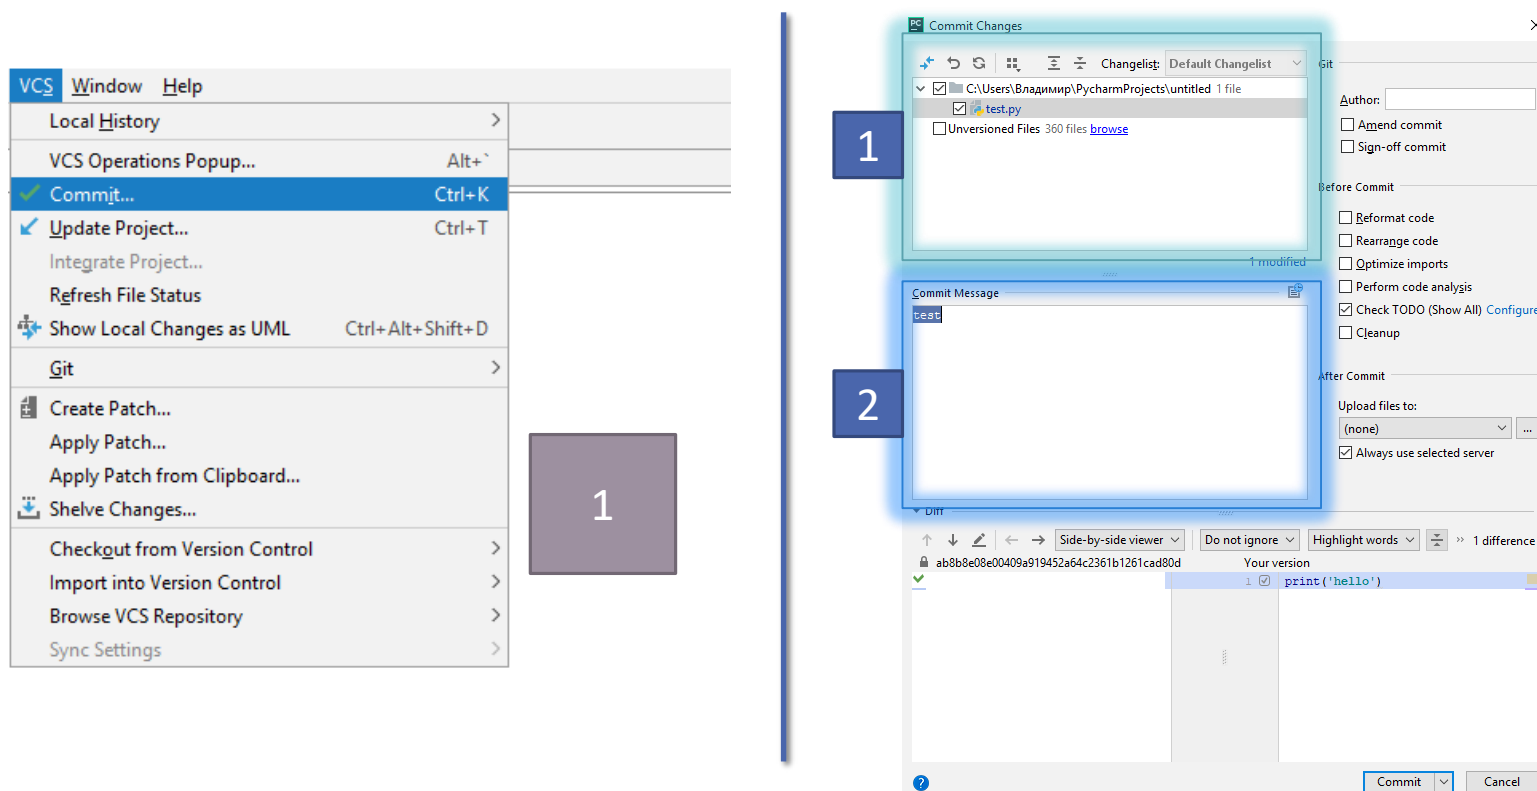 VCS Window Help
Local History
VCS Operations Popup... Alt+`
Commit... Ctrl+K
Update Project... Ctrl+T
Integrate Project...
Refresh File Status
Show Local Changes as UML Ctrl+Alt+Shift+D
Git
Create Patch...
Apply Patch...
Apply Patch from Clipboard...
Shelve Changes...
Checkout from Version Control
Import into Version Control
Browse VCS Repository
Sync Settings
1
PC Commit Changes
Changelist: Default Changelist
C:\Users\Владимир\PycharmProjects\untitled 1 file
test.py
Unversioned Files 360 files browse
1
1 modified
Commit Message
test
2
Git
Author:
Amend commit
Sign-off commit
Before Commit
Reformat code
Rearrange code
Optimize imports
Perform code analysis
Check TODO (Show All) Configure
Cleanup
After Commit
Upload files to:
(none) ...
Always use selected server
Diff
Side-by-side viewer Do not ignore Highlight words 1 difference
ab8b8e08e00409a919452a64c2361b1261cad80d Your version
1 print('hello')
? Commit Cancel